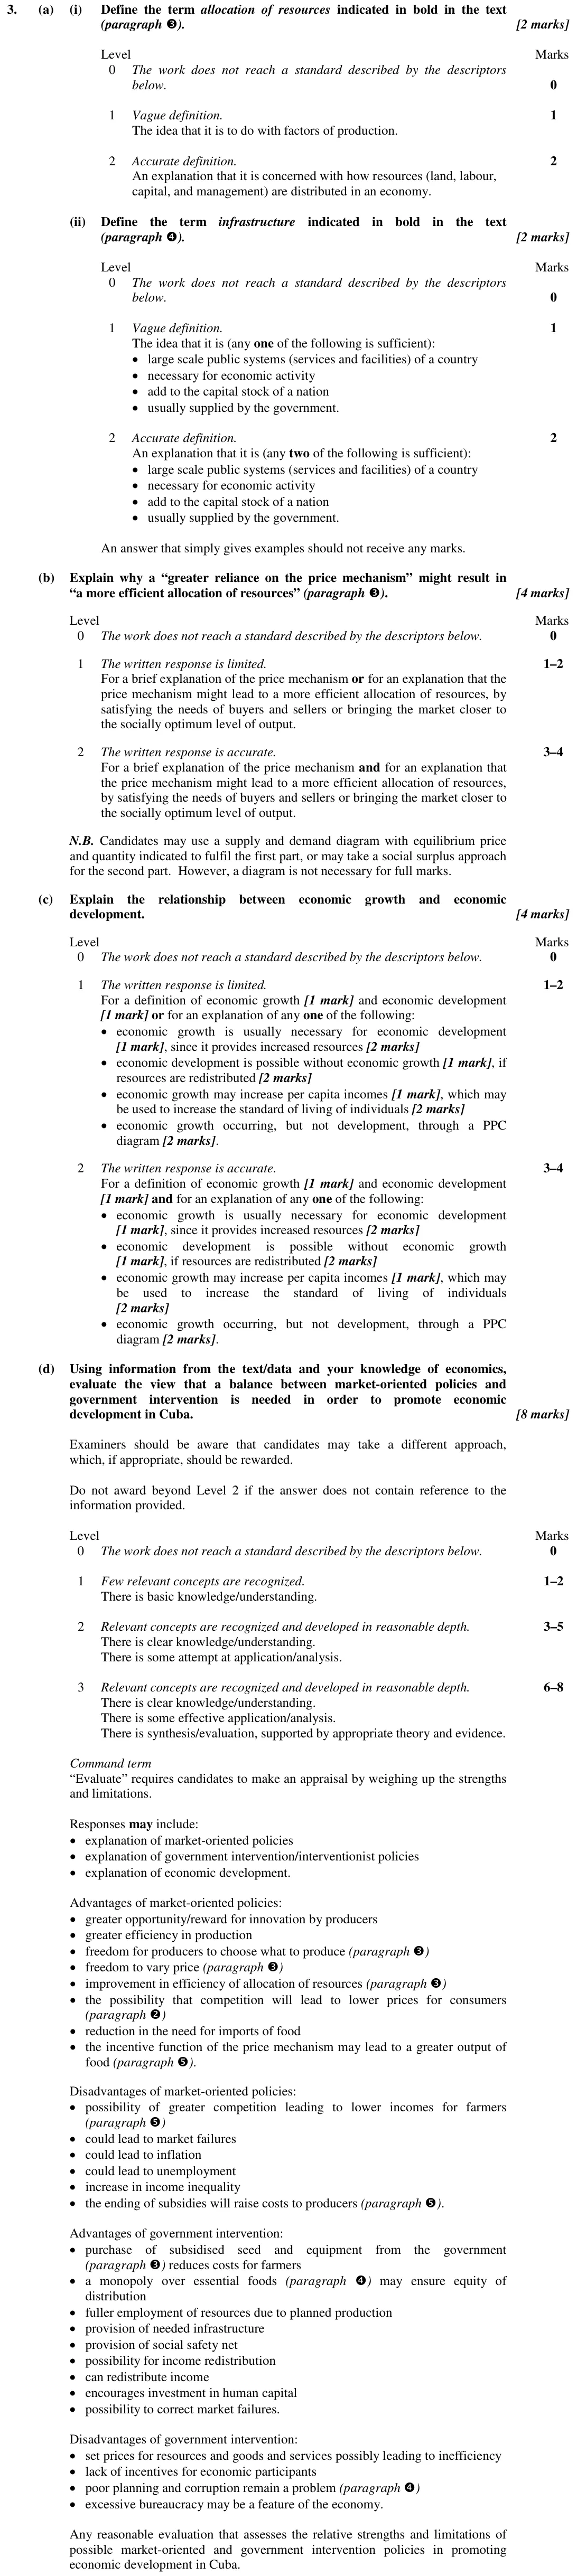 3. (a) (i) Define the term allocation of resources indicated in bold in the text
(paragraph ❸). [2 marks]
Level Marks
0 The work does not reach a standard described by the descriptors
below. 0
1 Vague definition. 1
The idea that it is to do with factors of production.
2 Accurate definition. 2
An explanation that it is concerned with how resources (land, labour,
capital, and management) are distributed in an economy.
(ii) Define the term infrastructure indicated in bold in the text
(paragraph ❹). [2 marks]
Level Marks
0 The work does not reach a standard described by the descriptors
below. 0
1 Vague definition. 1
The idea that it is (any one of the following is sufficient):
• large scale public systems (services and facilities) of a country
• necessary for economic activity
• add to the capital stock of a nation
• usually supplied by the government.
2 Accurate definition. 2
An explanation that it is (any two of the following is sufficient):
• large scale public systems (services and facilities) of a country
• necessary for economic activity
• add to the capital stock of a nation
• usually supplied by the government.
An answer that simply gives examples should not receive any marks.
(b) Explain why a “greater reliance on the price mechanism” might result in
“a more efficient allocation of resources” (paragraph ❸). [4 marks]
Level Marks
0 The work does not reach a standard described by the descriptors below. 0
1 The written response is limited. 1–2
For a brief explanation of the price mechanism or for an explanation that the
price mechanism might lead to a more efficient allocation of resources, by
satisfying the needs of buyers and sellers or bringing the market closer to
the socially optimum level of output.
2 The written response is accurate. 3–4
For a brief explanation of the price mechanism and for an explanation that
the price mechanism might lead to a more efficient allocation of resources,
by satisfying the needs of buyers and sellers or bringing the market closer to
the socially optimum level of output.
N.B. Candidates may use a supply and demand diagram with equilibrium price
and quantity indicated to fulfil the first part, or may take a social surplus approach
for the second part. However, a diagram is not necessary for full marks.
(c) Explain the relationship between economic growth and economic
development. [4 marks]
Level Marks
0 The work does not reach a standard described by the descriptors below. 0
1 The written response is limited. 1–2
For a definition of economic growth [1 mark] and economic development
[1 mark] or for an explanation of any one of the following:
• economic growth is usually necessary for economic development
[1 mark], since it provides increased resources [2 marks]
• economic development is possible without economic growth [1 mark], if
resources are redistributed [2 marks]
• economic growth may increase per capita incomes [1 mark], which may
be used to increase the standard of living of individuals [2 marks]
• economic growth occurring, but not development, through a PPC
diagram [2 marks].
2 The written response is accurate. 3–4
For a definition of economic growth [1 mark] and economic development
[1 mark] and for an explanation of any one of the following:
• economic growth is usually necessary for economic development
[1 mark], since it provides increased resources [2 marks]
• economic development is possible without economic growth
[1 mark], if resources are redistributed [2 marks]
• economic growth may increase per capita incomes [1 mark], which may
be used to increase the standard of living of individuals
[2 marks]
• economic growth occurring, but not development, through a PPC
diagram [2 marks].
(d) Using information from the text/data and your knowledge of economics,
evaluate the view that a balance between market-oriented policies and
government intervention is needed in order to promote economic
development in Cuba. [8 marks]
Examiners should be aware that candidates may take a different approach,
which, if appropriate, should be rewarded.
Do not award beyond Level 2 if the answer does not contain reference to the
information provided.
Level Marks
0 The work does not reach a standard described by the descriptors below. 0
1 Few relevant concepts are recognized. 1–2
There is basic knowledge/understanding.
2 Relevant concepts are recognized and developed in reasonable depth. 3–5
There is clear knowledge/understanding.
There is some attempt at application/analysis.
3 Relevant concepts are recognized and developed in reasonable depth. 6–8
There is clear knowledge/understanding.
There is some effective application/analysis.
There is synthesis/evaluation, supported by appropriate theory and evidence.
Command term
“Evaluate” requires candidates to make an appraisal by weighing up the strengths
and limitations.
Responses may include:
• explanation of market-oriented policies
• explanation of government intervention/interventionist policies
• explanation of economic development.
Advantages of market-oriented policies:
• greater opportunity/reward for innovation by producers
• greater efficiency in production
• freedom for producers to choose what to produce (paragraph ❸)
• freedom to vary price (paragraph ❸)
• improvement in efficiency of allocation of resources (paragraph ❸)
• the possibility that competition will lead to lower prices for consumers
(paragraph ❷)
• reduction in the need for imports of food
• the incentive function of the price mechanism may lead to a greater output of
food (paragraph ❺).
Disadvantages of market-oriented policies:
• possibility of greater competition leading to lower incomes for farmers
(paragraph ❺)
• could lead to market failures
• could lead to inflation
• could lead to unemployment
• increase in income inequality
• the ending of subsidies will raise costs to producers (paragraph ❺).
Advantages of government intervention:
• purchase of subsidised seed and equipment from the government
(paragraph ❸) reduces costs for farmers
• a monopoly over essential foods (paragraph ❹) may ensure equity of
distribution
• fuller employment of resources due to planned production
• provision of needed infrastructure
• provision of social safety net
• possibility for income redistribution
• can redistribute income
• encourages investment in human capital
• possibility to correct market failures.
Disadvantages of government intervention:
• set prices for resources and goods and services possibly leading to inefficiency
• lack of incentives for economic participants
• poor planning and corruption remain a problem (paragraph ❹)
• excessive bureaucracy may be a feature of the economy.
Any reasonable evaluation that assesses the relative strengths and limitations of
possible market-oriented and government intervention policies in promoting
economic development in Cuba.